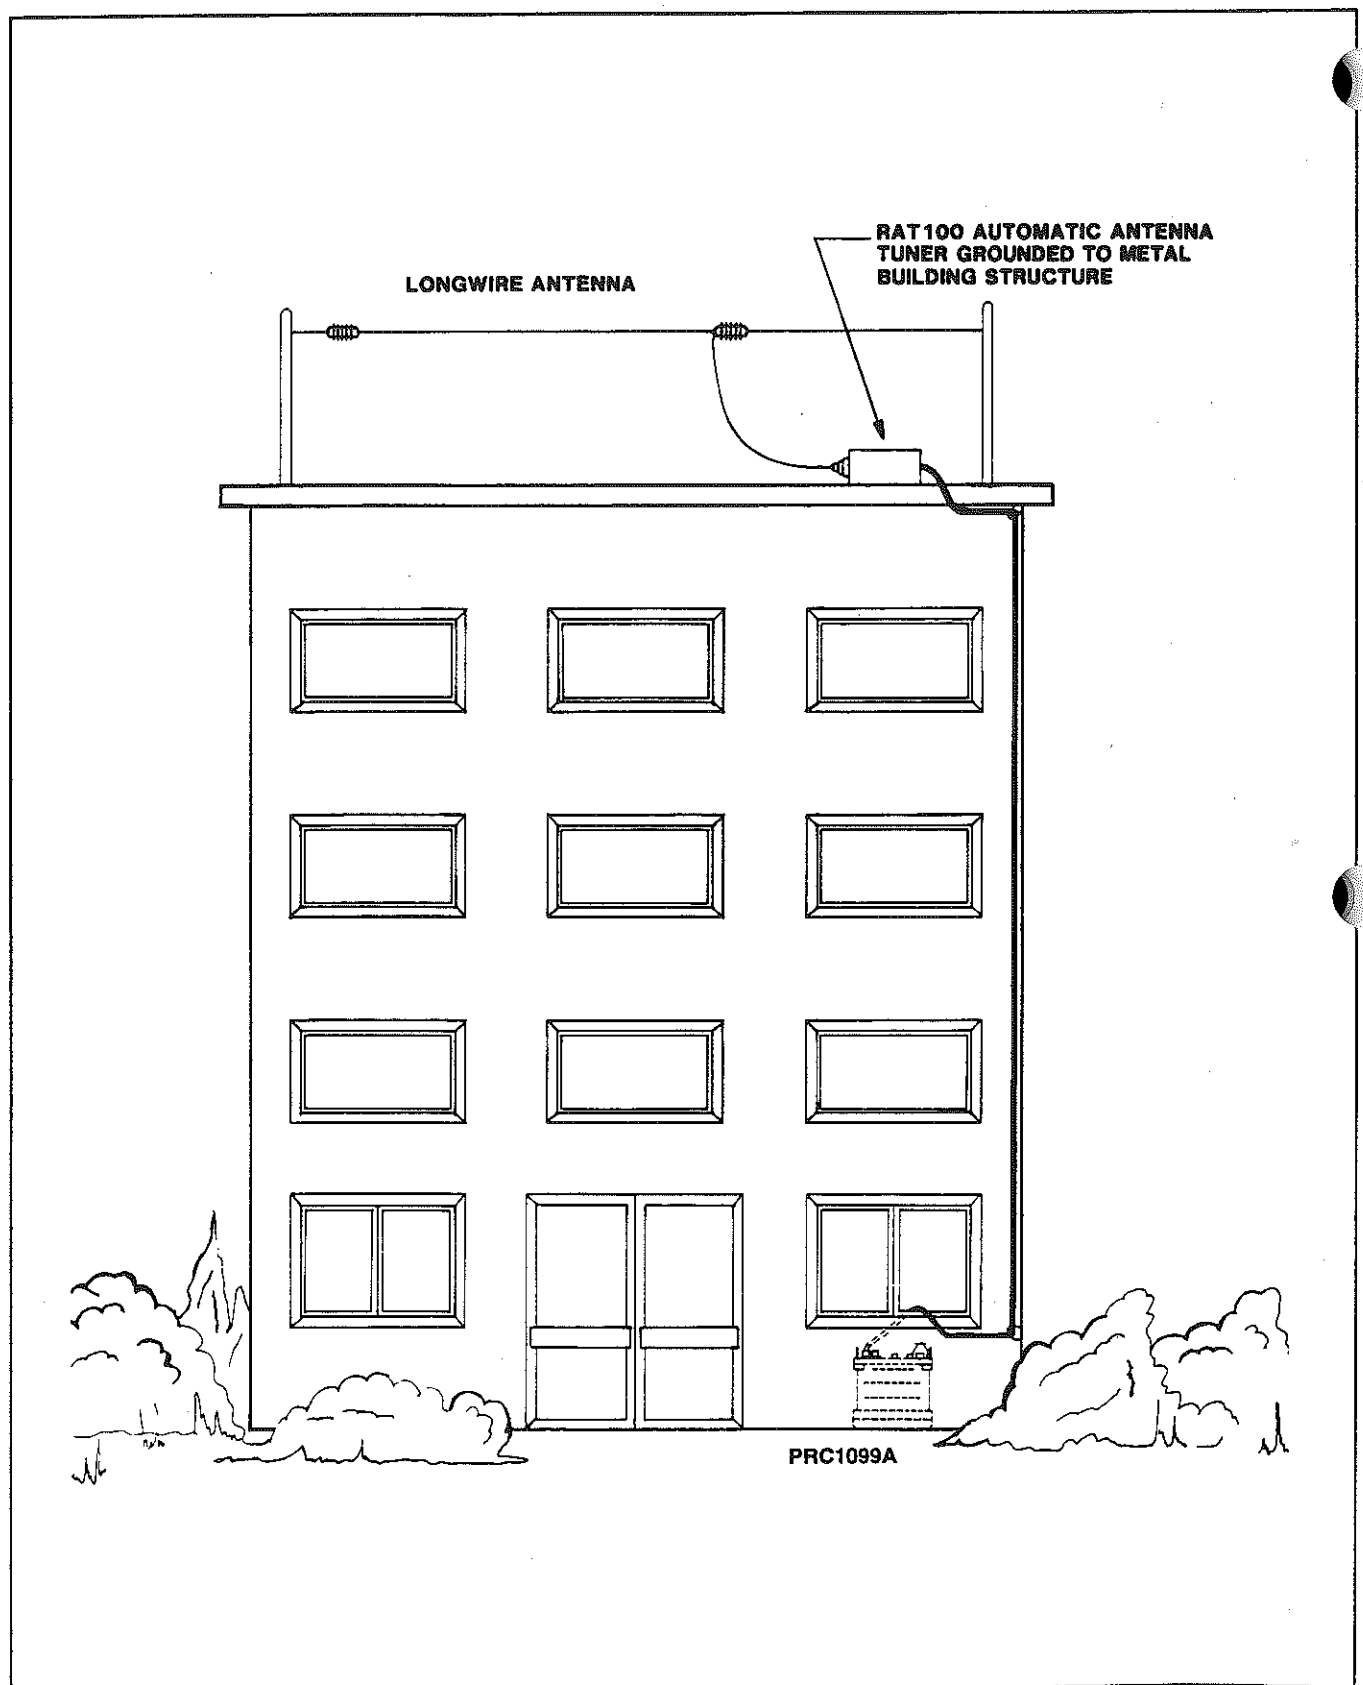 RAT100 AUTOMATIC ANTENNA
TUNER GROUNDED TO METAL
BUILDING STRUCTURE
LONGWIRE ANTENNA
PRC1099A